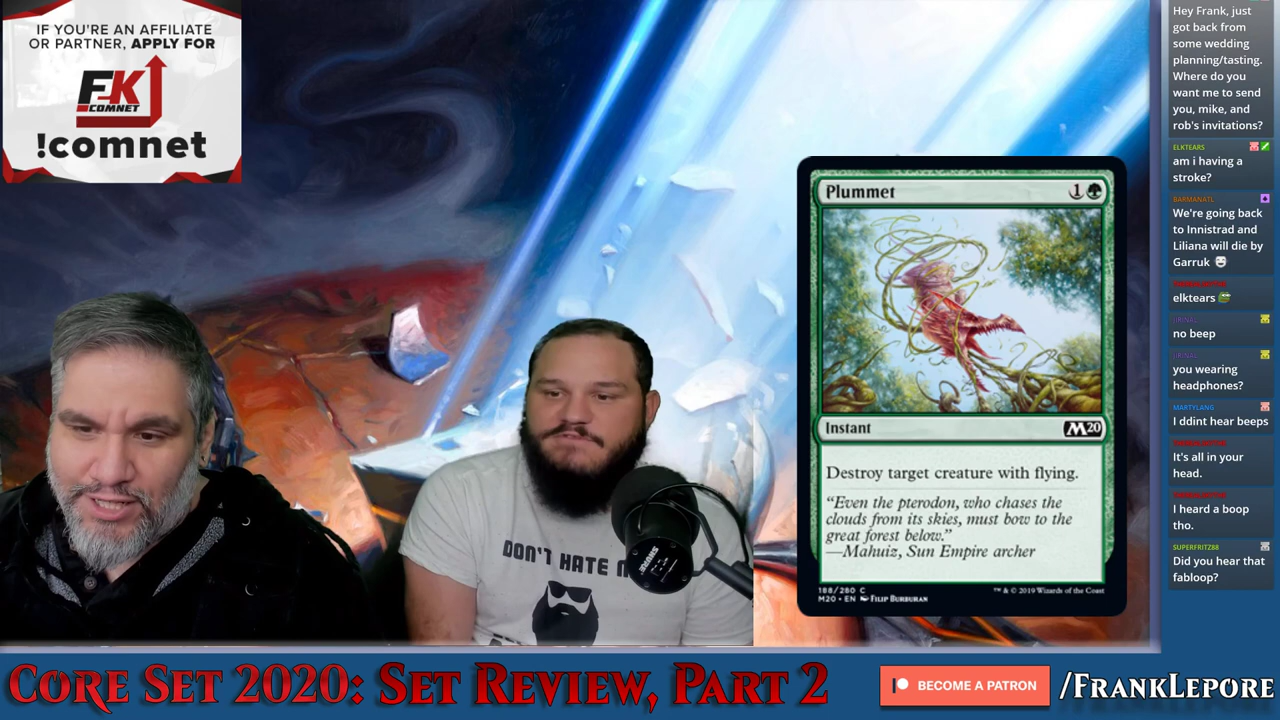 IF YOU'RE AN AFFILIATE
OR PARTNER, APPLY FOR
F2K
COMNET
!comnet
Plummet
1
Instant
M20
Destroy target creature with flying.
"Even the pterodon, who chases the
clouds from its skies, must bow to the
great forest below."
—Mahuiz, Sun Empire archer
188/280 C
M20 • EN Filip Burburan
™ & © 2019 Wizards of the Coast
DON'T HATE M
SHURE
Hey Frank, just
got back from
some wedding
planning/tasting.
Where do you
want me to send
you, mike, and
rob's invitations?
ELKTEARS
am i having a
stroke?
BARMANATL
We're going back
to Innistrad and
Liliana will die by
Garruk
elktears
no beep
you wearing
headphones?
MARTYLANG
I ddint hear beeps
It's all in your
head.
I heard a boop
tho.
SUPERFRITZ88
Did you hear that
fabloop?
Core Set 2020: Set Review, Part 2
BECOME A PATRON
/FrankLepore